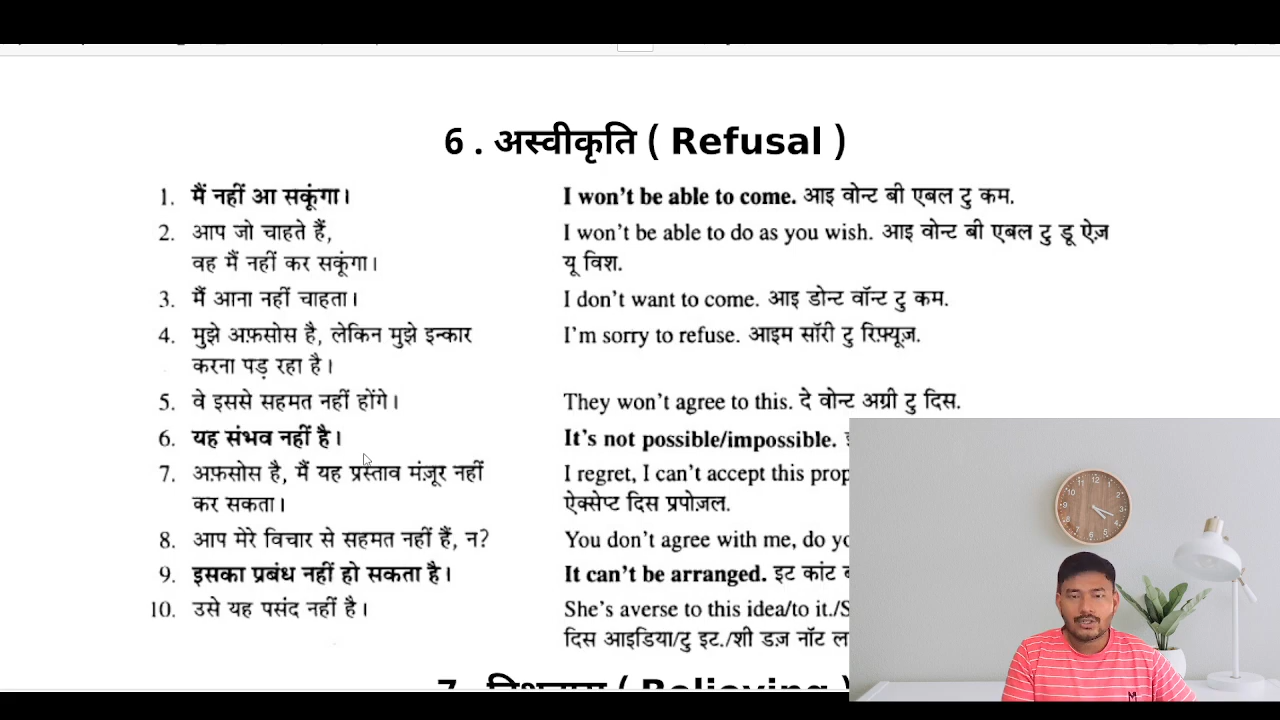 6 . अस्वीकृति ( Refusal )
1. मैं नहीं आ सकूंगा। I won't be able to come. आइ वोन्ट बी एबल टु कम.
2. आप जो चाहते हैं, I won't be able to do as you wish. आइ वोन्ट बी एबल टु डू ऐज़
वह मैं नहीं कर सकूंगा। यू विश.
3. मैं आना नहीं चाहता। I don't want to come. आइ डोन्ट वॉन्ट टु कम.
4. मुझे अफ़सोस है, लेकिन मुझे इन्कार I'm sorry to refuse. आइम सॉरी टु रिफ़्यूज़.
करना पड़ रहा है।
5. वे इससे सहमत नहीं होंगे। They won't agree to this. दे वोन्ट अग्री टु दिस.
6. यह संभव नहीं है। It's not possible/impossible.
7. अफ़सोस है, मैं यह प्रस्ताव मंज़ूर नहीं I regret, I can't accept this prop
कर सकता। ऐक्सेप्ट दिस प्रपोज़ल.
8. आप मेरे विचार से सहमत नहीं हैं, न? You don't agree with me, do yo
9. इसका प्रबंध नहीं हो सकता है। It can't be arranged. इट कांट
10. उसे यह पसंद नहीं है। She's averse to this idea/to it./S
दिस आइडिया/टु इट./शी डज़ नॉट ल
7 . ( Believing )